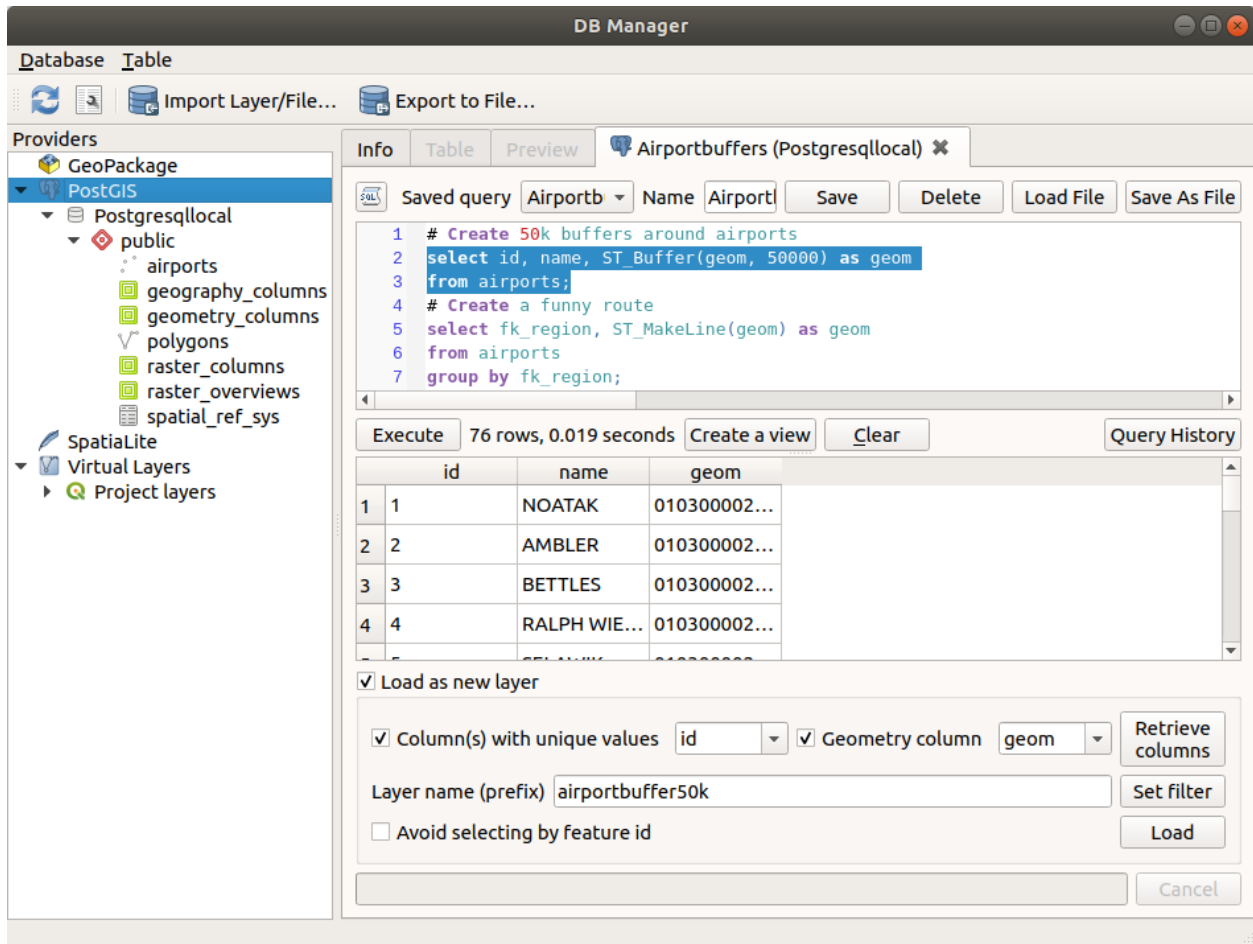 DB Manager
Database Table
Import Layer/File... Export to File...
Providers
GeoPackage
PostGIS
Postgresqllocal
public
airports
geography_columns
geometry_columns
polygons
raster_columns
raster_overviews
spatial_ref_sys
SpatiaLite
Virtual Layers
Project layers
Info Table Preview Airportbuffers (Postgresqllocal)
SQL Saved query Airportb Name Airportl Save Delete Load File Save As File
1 # Create 50k buffers around airports
2 select id, name, ST_Buffer(geom, 50000) as geom
3 from airports;
4 # Create a funny route
5 select fk_region, ST_MakeLine(geom) as geom
6 from airports
7 group by fk_region;
Execute 76 rows, 0.019 seconds Create a view Clear Query History
id name geom
1 1 NOATAK 010300002...
2 2 AMBLER 010300002...
3 3 BETTLES 010300002...
4 4 RALPH WIE... 010300002...
Load as new layer
Column(s) with unique values id Geometry column geom Retrieve columns
Layer name (prefix) airportbuffer50k Set filter
Avoid selecting by feature id Load
Cancel